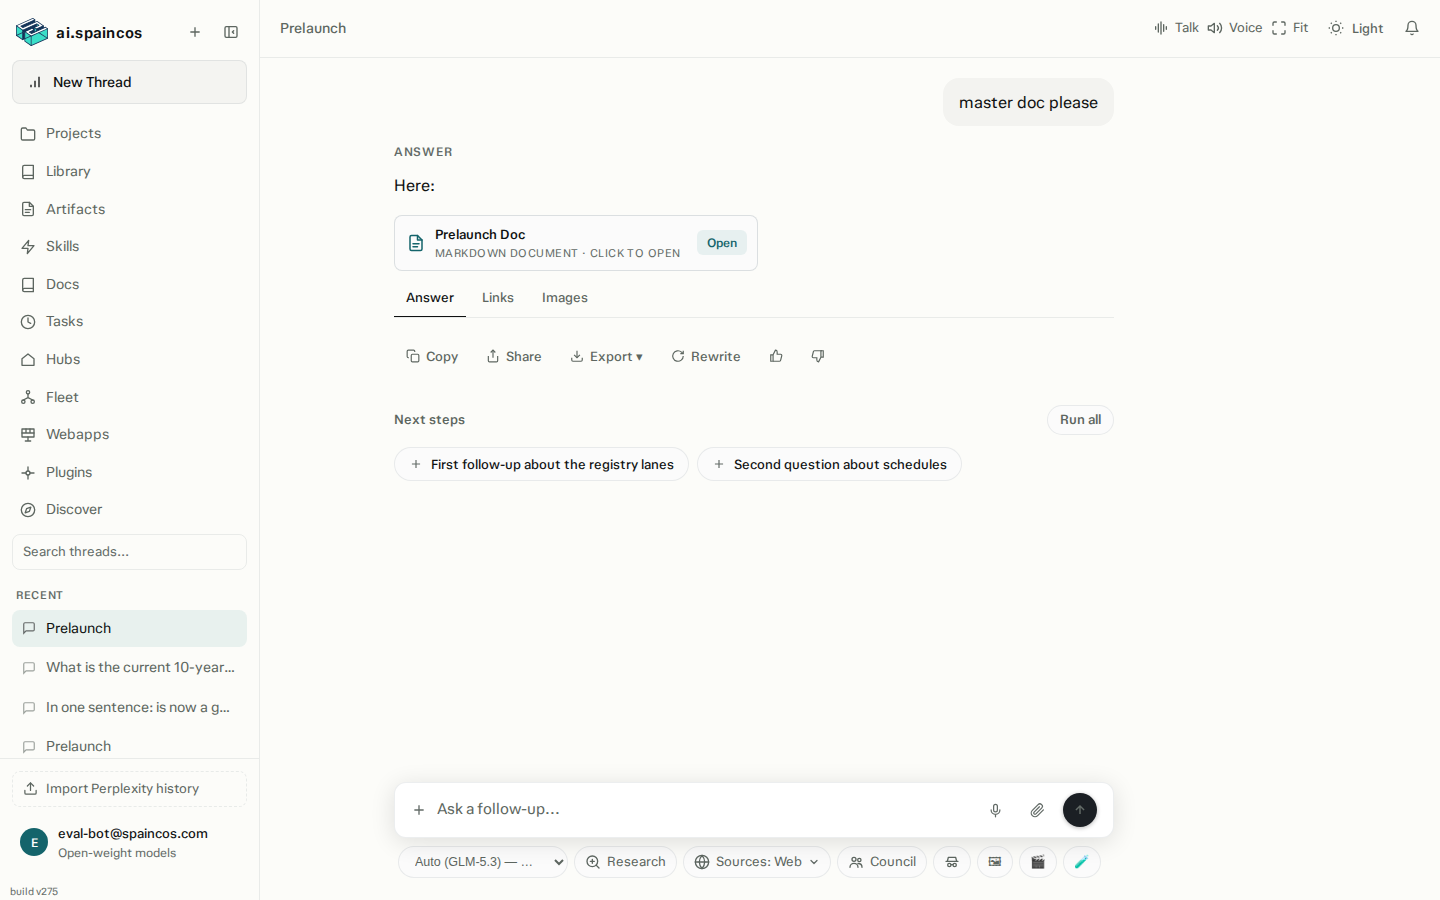 ai.spaincos
New Thread
Projects
Library
Artifacts
Skills
Docs
Tasks
Hubs
Fleet
Webapps
Plugins
Discover
Search threads...
RECENT
Prelaunch
What is the current 10-year...
In one sentence: is now a g...
Prelaunch
Import Perplexity history
E
eval-bot@spaincos.com
Open-weight models
build v275
Prelaunch
Talk
Voice
Fit
Light
master doc please
ANSWER
Here:
Prelaunch Doc
MARKDOWN DOCUMENT · CLICK TO OPEN
Open
Answer
Links
Images
Copy
Share
Export ▾
Rewrite
Next steps
Run all
First follow-up about the registry lanes
Second question about schedules
Ask a follow-up...
Auto (GLM-5.3) — ...
Research
Sources: Web
Council